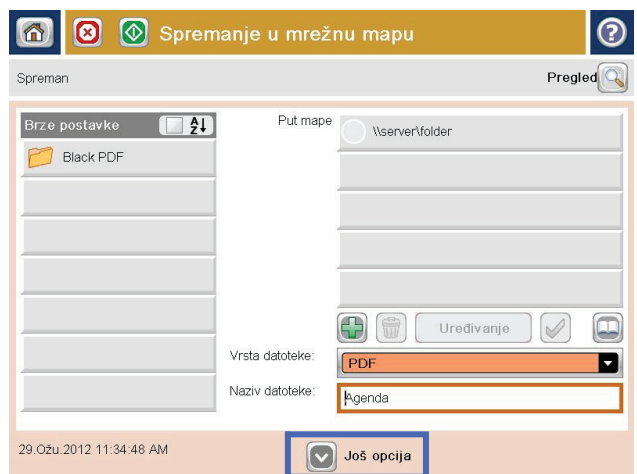 Spremanje u mrežnu mapu
?
Spreman
Pregled
Brze postavke
A
Z
Black PDF
Put mape
\\server\folder
Uređivanje
Vrsta datoteke:
PDF
Naziv datoteke:
Agenda
29.Ožu.2012 11:34:48 AM
Još opcija